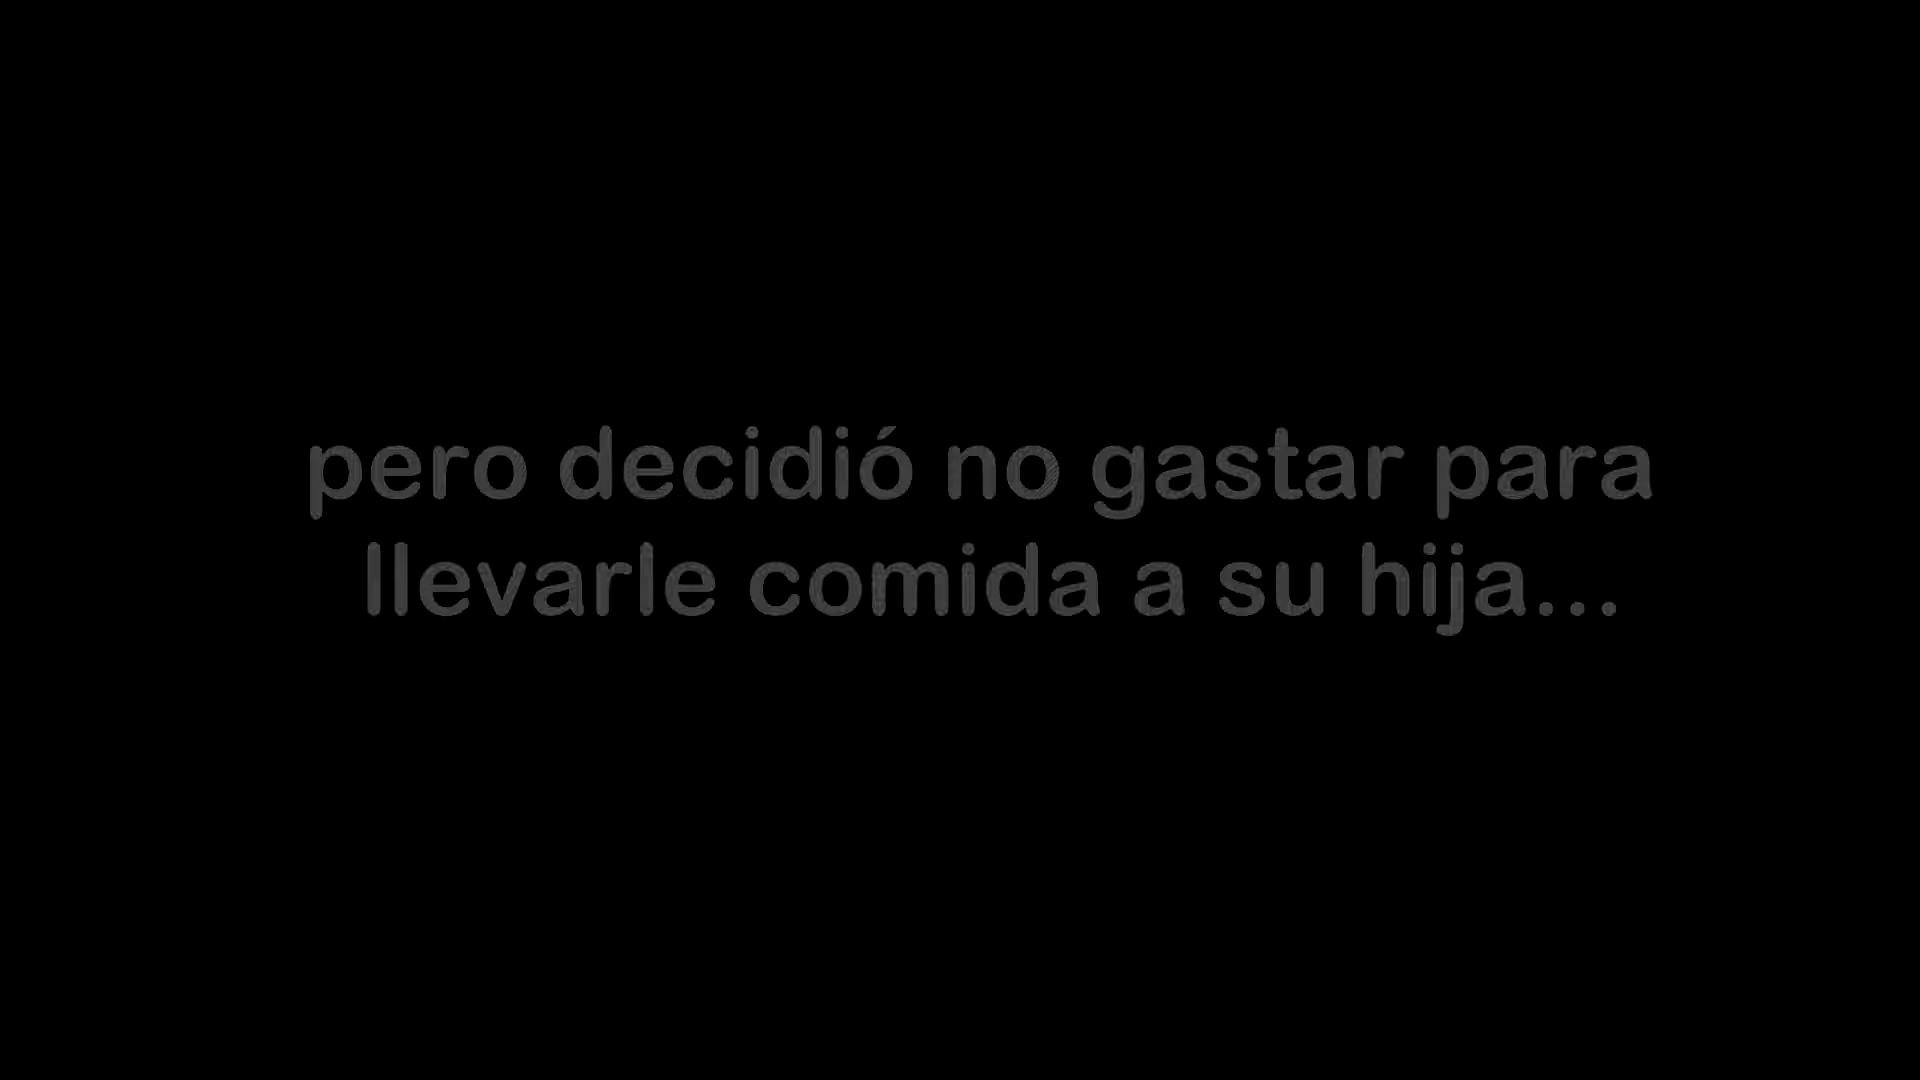 pero decidió no gastar para
llevarle comida a su hija...